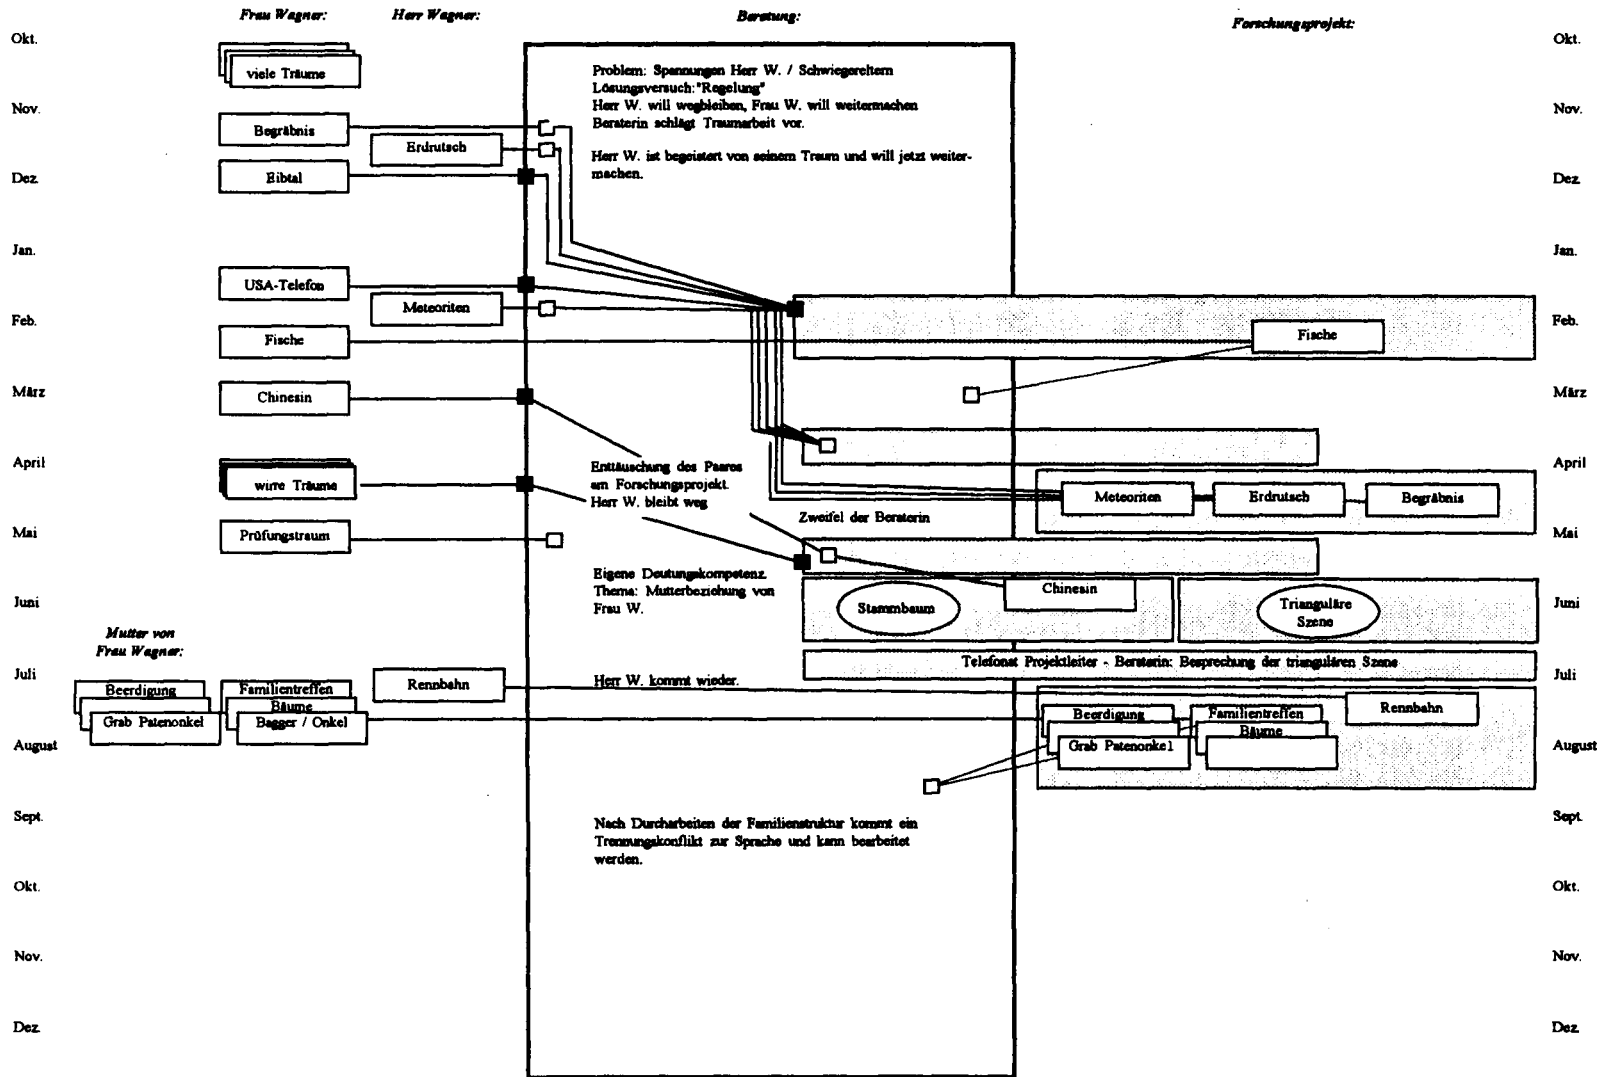 Frau Wagner:
Herr Wagner:
Beratung:
Forschungsprojekt:
Okt.
Okt.
viele Träume
Problem: Spannungen Herr W. / Schwiegereltern
Lösungsversuch:"Regelung"
Herr W. will wegbleiben, Frau W. will weitermachen
Beraterin schlägt Traumarbeit vor.
Nov.
Nov.
Begräbnis
Erdrutsch
Herr W. ist begeistert von seinem Traum und will jetzt weiter-
machen.
Dez.
Eibtal
Dez.
Jan.
Jan.
USA-Telefon
Meteoriten
Feb.
Feb.
Fische
Fische
März
Chinesin
März
April
April
wirre Träume
Enttäuschung des Paares
am Forschungsprojekt.
Herr W. bleibt weg
Meteoriten
Erdrutsch
Begräbnis
Zweifel der Beraterin
Mai
Prüfungstraum
Mai
Eigene Deutungskompetenz.
Thema: Mutterbeziehung von
Frau W.
Chinesin
Juni
Stammbaum
Trianguläre
Szene
Juni
Mutter von
Frau Wagner:
Telefonat Projektleiter - Beraterin: Besprechung der triangulären Szene
Juli
Juli
Beerdigung
Grab Patenonkel
Familientreffen
Bäume
Bagger / Onkel
Rennbahn
Herr W. kommt wieder.
Rennbahn
Beerdigung
Grab Patenonkel
Familientreffen
Bäume
August
August
Sept.
Sept.
Nach Durcharbeiten der Familienstruktur kommt ein
Trennungskonflikt zur Sprache und kann bearbeitet
werden.
Okt.
Okt.
Nov.
Nov.
Dez.
Dez.